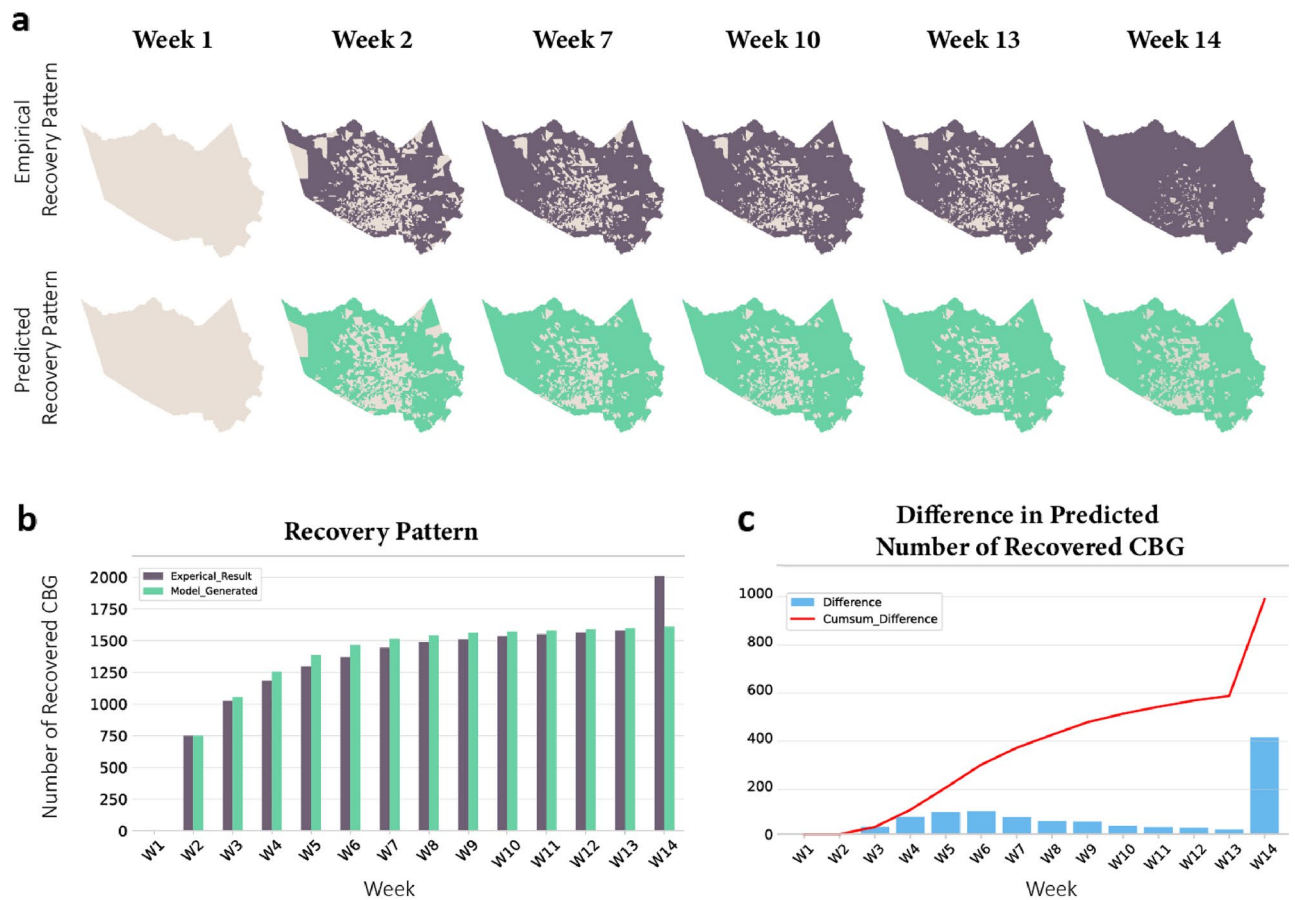 a
Week 1
Week 2
Week 7
Week 10
Week 13
Week 14
Empirical
Recovery Pattern
Predicted
Recovery Pattern
b
Recovery Pattern
Number of Recovered CBG
2000
1750
1500
1250
1000
750
500
250
0
Experical_Result
Model_Generated
W1
W2
W3
W4
W5
W6
W7
W8
W9
W10
W11
W12
W13
W14
Week
c
Difference in Predicted
Number of Recovered CBG
1000
800
600
400
200
0
Difference
Cumsum_Difference
W1
W2
W3
W4
W5
W6
W7
W8
W9
W10
W11
W12
W13
W14
Week